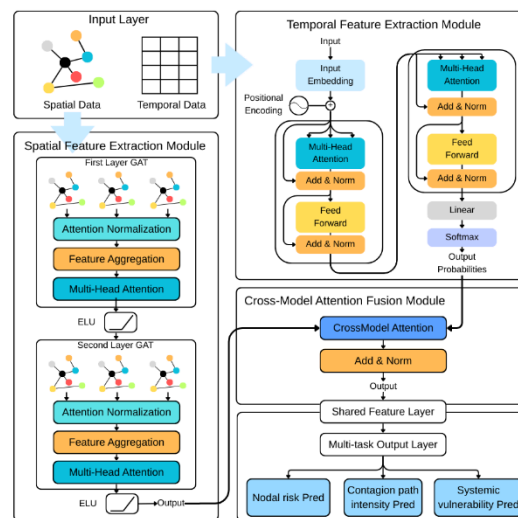 Input Layer
Spatial Data
Temporal Data
Spatial Feature Extraction Module
First Layer GAT
Attention Normalization
Feature Aggregation
Multi-Head Attention
ELU
Second Layer GAT
Attention Normalization
Feature Aggregation
Multi-Head Attention
ELU
Output
Temporal Feature Extraction Module
Input
Input
Embedding
Positional
Encoding
Multi-Head
Attention
Add & Norm
Feed
Forward
Add & Norm
Multi-Head
Attention
Add & Norm
Feed
Forward
Add & Norm
Linear
Softmax
Output
Probabilities
Cross-Model Attention Fusion Module
CrossModel Attention
Add & Norm
Output
Shared Feature Layer
Multi-task Output Layer
Nodal risk Pred
Contagion path
intensity Pred
Systemic
vulnerability Pred